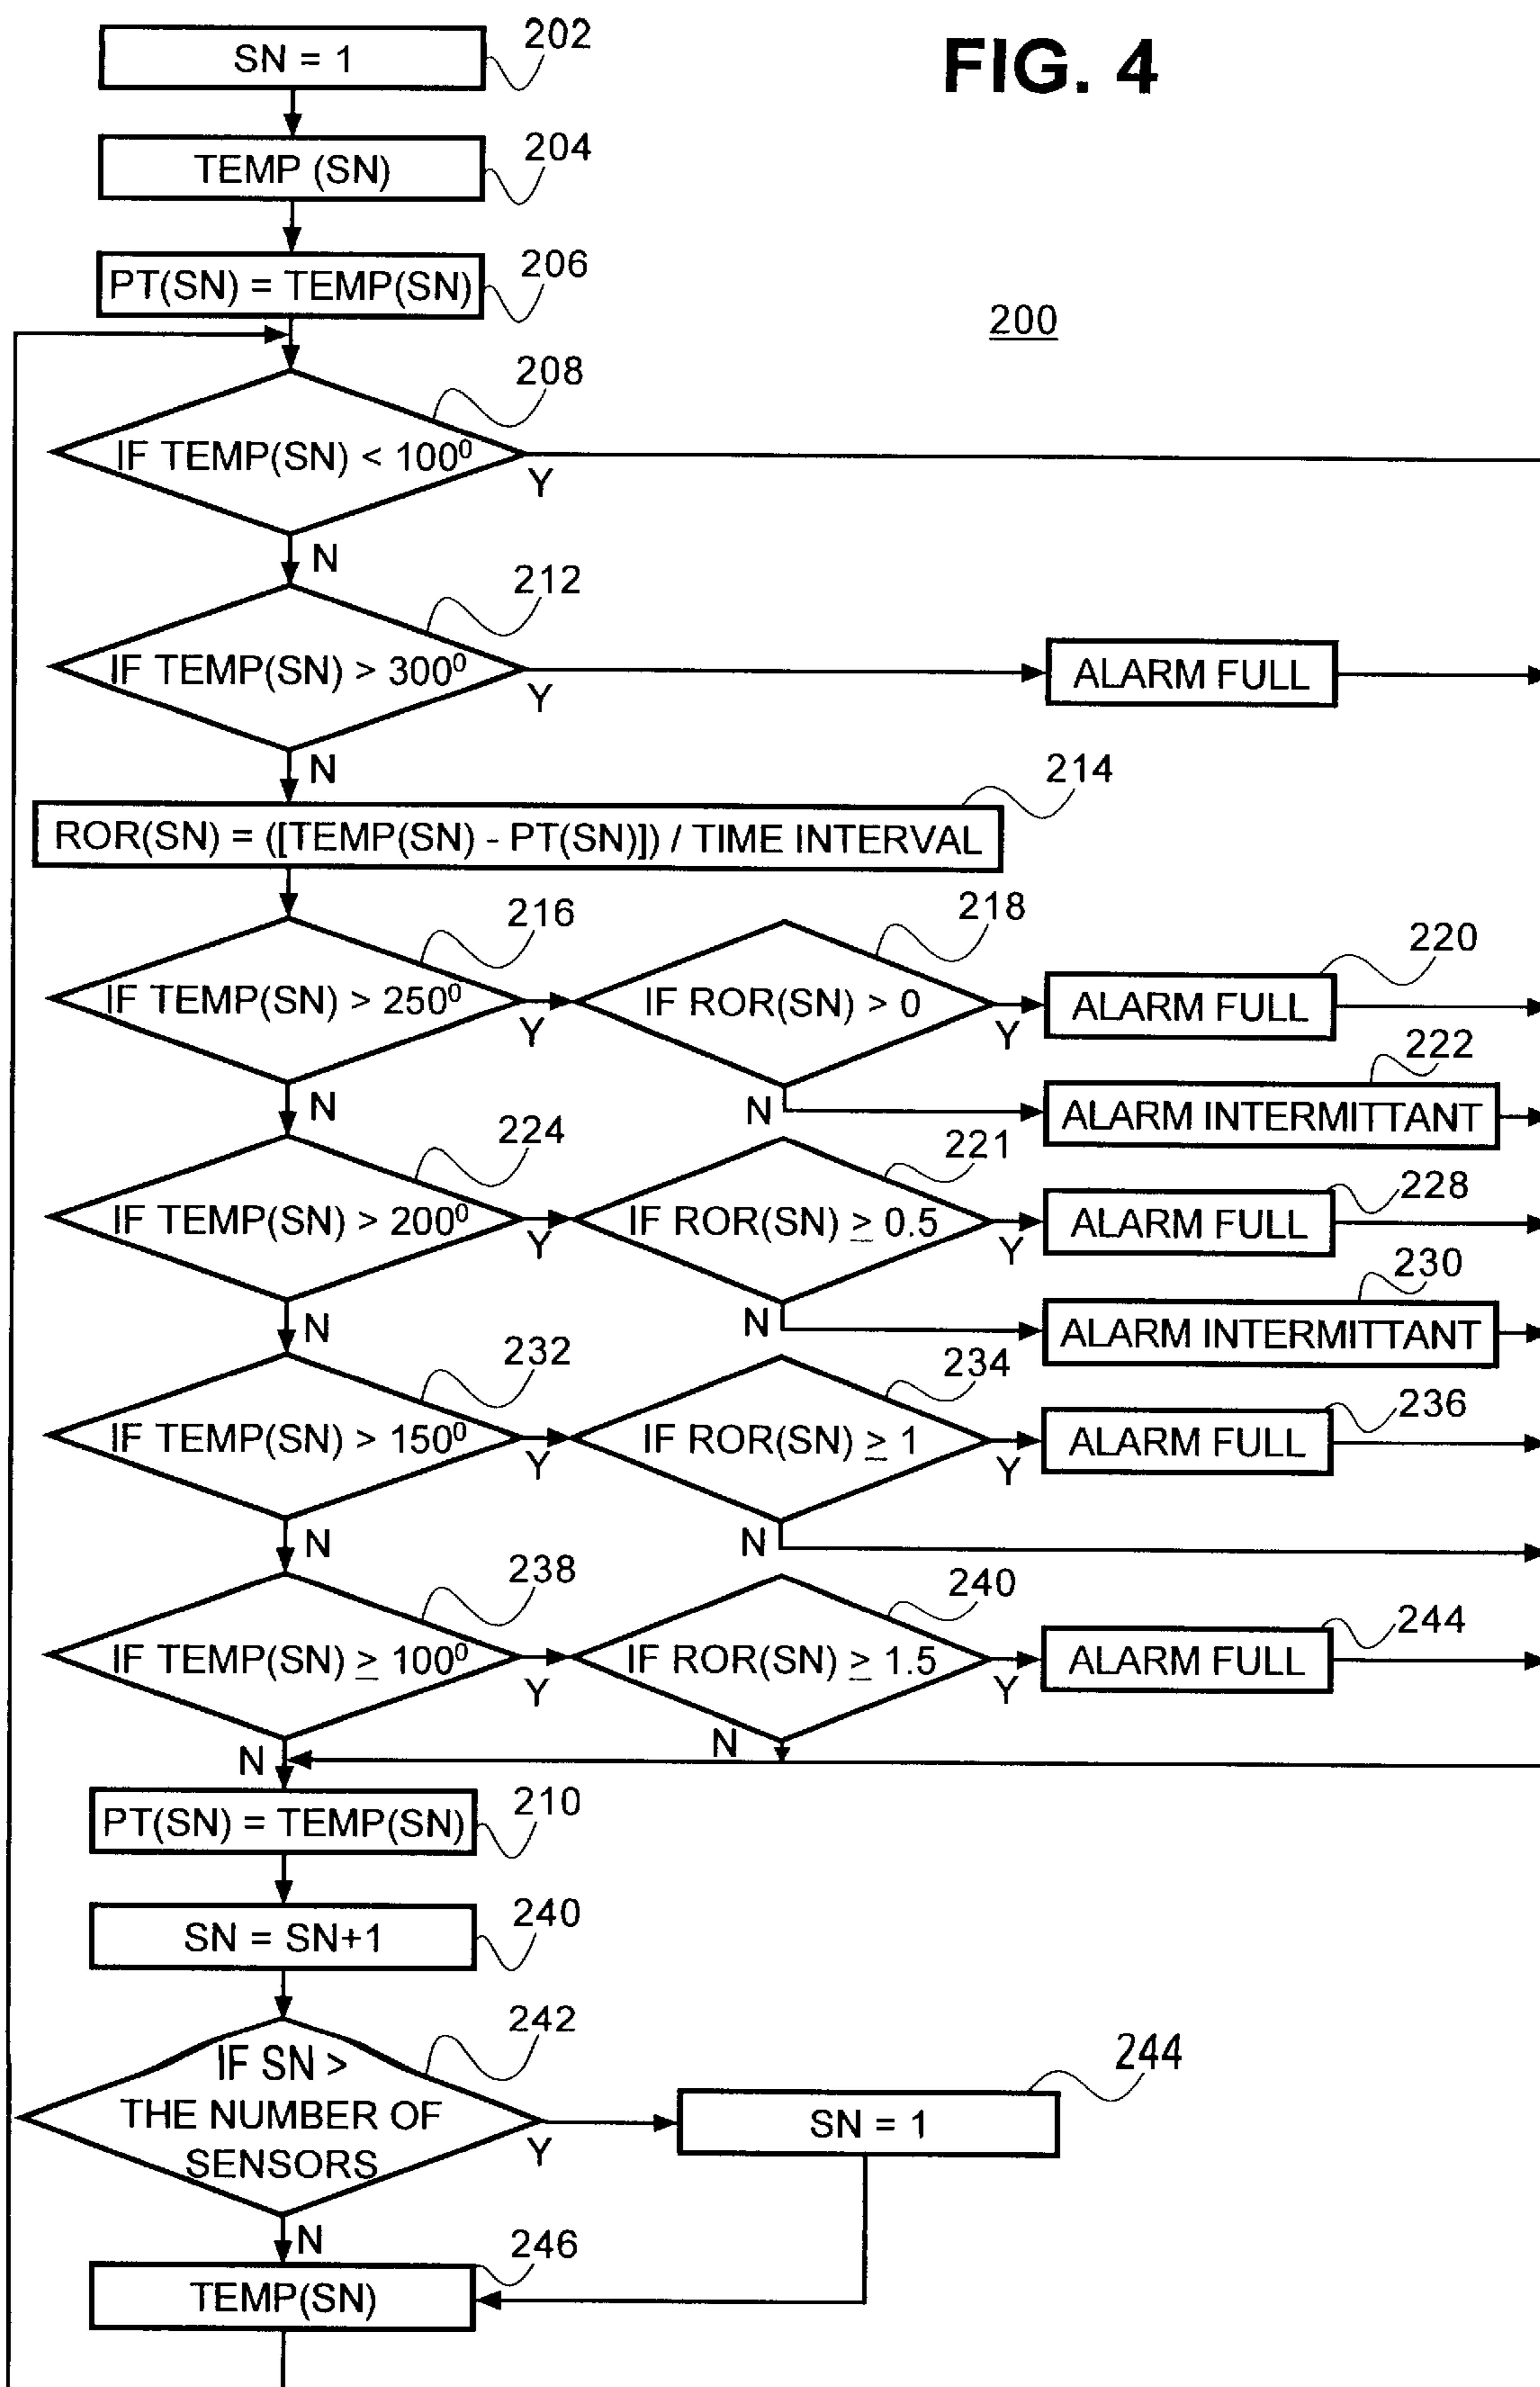 FIG. 4
200
SN = 1
202
TEMP (SN)
204
PT(SN) = TEMP(SN)
206
IF TEMP(SN) < 100⁰
208
Y
N
IF TEMP(SN) > 300⁰
212
Y
ALARM FULL
N
ROR(SN) = ([TEMP(SN) - PT(SN)]) / TIME INTERVAL
214
IF TEMP(SN) > 250⁰
216
Y
IF ROR(SN) > 0
218
Y
ALARM FULL
220
N
N
ALARM INTERMITTANT
222
IF TEMP(SN) > 200⁰
224
Y
IF ROR(SN) ≥ 0.5
221
Y
ALARM FULL
228
N
N
ALARM INTERMITTANT
230
IF TEMP(SN) > 150⁰
232
Y
IF ROR(SN) ≥ 1
234
Y
ALARM FULL
236
N
N
IF TEMP(SN) ≥ 100⁰
238
Y
IF ROR(SN) ≥ 1.5
240
Y
ALARM FULL
244
N
N
PT(SN) = TEMP(SN)
210
SN = SN+1
240
IF SN >
THE NUMBER OF
SENSORS
242
Y
SN = 1
244
N
TEMP(SN)
246